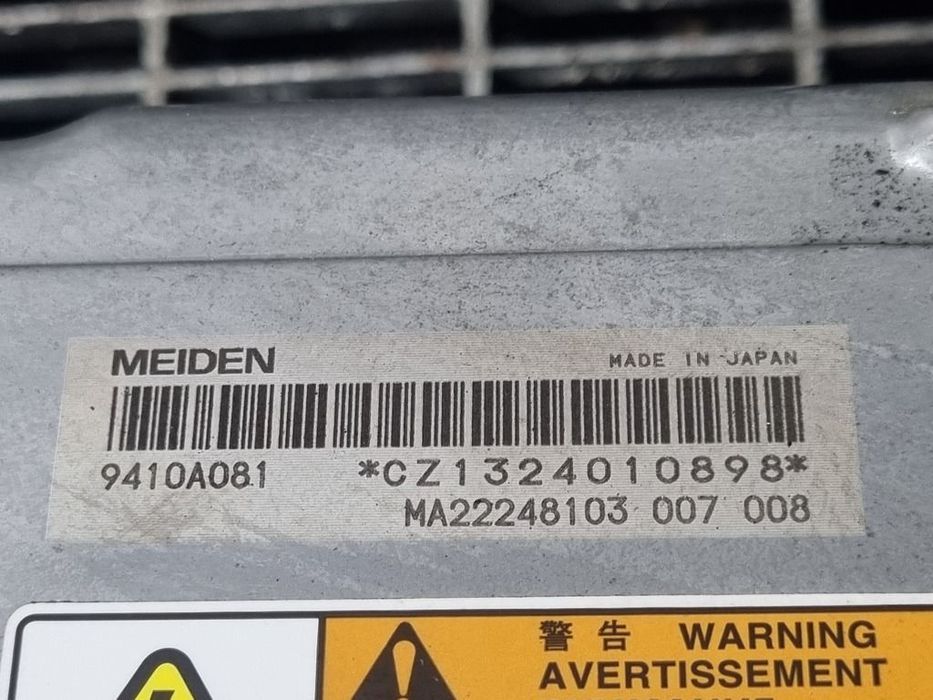 MEIDEN MADE IN JAPAN
9410A081 *CZ1324010898*
MA22248103 007 008
警告 WARNING
AVERTISSEMENT